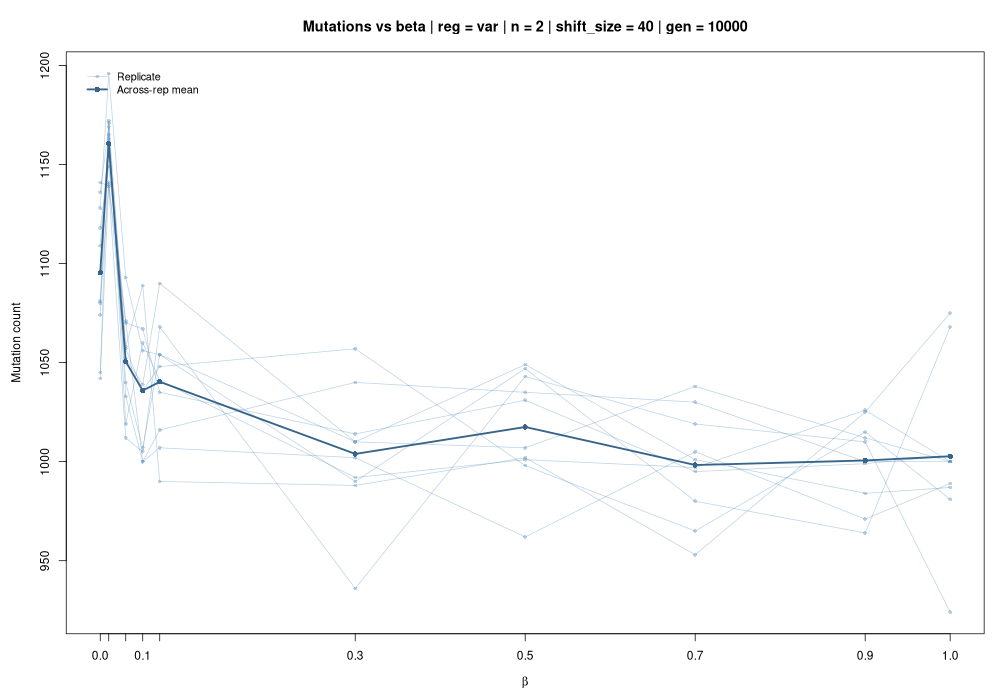 Mutations vs beta | reg = var | n = 2 | shift_size = 40 | gen = 10000
Replicate
Across-rep mean
Mutation count
1200
1150
1100
1050
1000
950
0.0 0.1 0.3 0.5 0.7 0.9 1.0
β